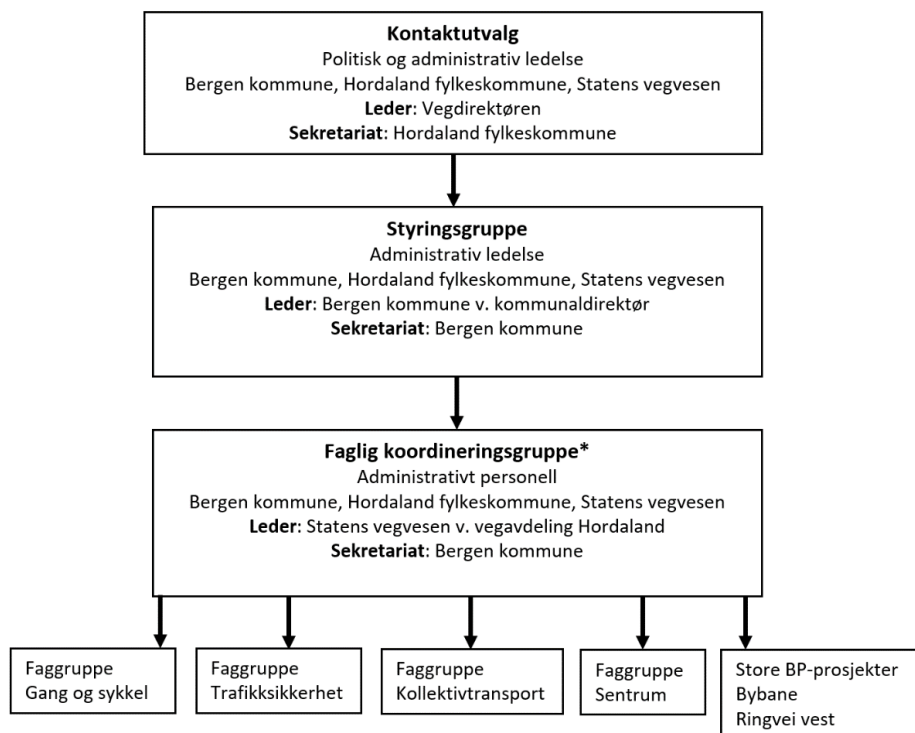 Kontaktutvalg
Politisk og administrativ ledelse
Bergen kommune, Hordaland fylkeskommune, Statens vegvesen
Leder: Vegdirektøren
Sekretariat: Hordaland fylkeskommune
Styringsgruppe
Administrativ ledelse
Bergen kommune, Hordaland fylkeskommune, Statens vegvesen
Leder: Bergen kommune v. kommunaldirektør
Sekretariat: Bergen kommune
Faglig koordineringsgruppe*
Administrativt personell
Bergen kommune, Hordaland fylkeskommune, Statens vegvesen
Leder: Statens vegvesen v. vegavdeling Hordaland
Sekretariat: Bergen kommune
Faggruppe
Gang og sykkel
Faggruppe
Trafikksikkerhet
Faggruppe
Kollektivtransport
Faggruppe
Sentrum
Store BP-prosjekter
Bybane
Ringvei vest